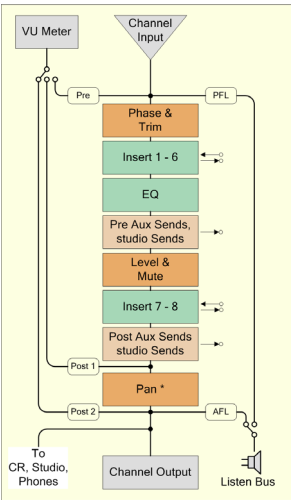 VU Meter
Channel
Input
Pre
PFL
Phase &
Trim
Insert 1 - 6
EQ
Pre Aux Sends,
studio Sends
Level &
Mute
Insert 7 - 8
Post Aux Sends
studio Sends
Post 1
Pan *
Post 2
AFL
To
CR, Studio,
Phones
Channel Output
Listen Bus